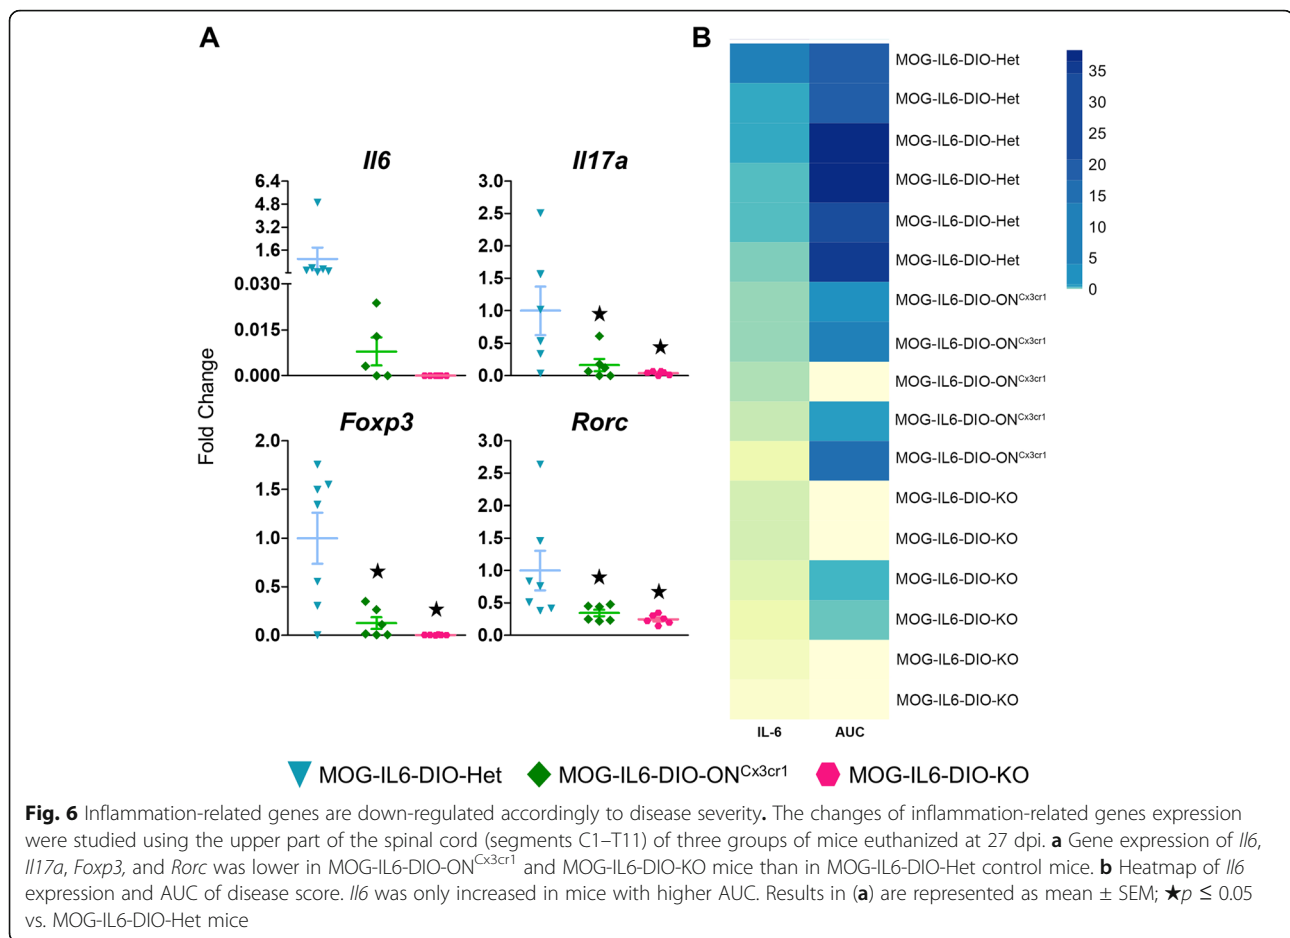 A
B
Il6
6.4
4.8
3.2
1.6
0.030
0.015
0.000
Il17a
3.0
2.5
2.0
1.5
1.0
0.5
0.0
Fold Change
Foxp3
2.0
1.5
1.0
0.5
0.0
Rorc
3.0
2.5
2.0
1.5
1.0
0.5
0.0
MOG-IL6-DIO-Het
MOG-IL6-DIO-Het
MOG-IL6-DIO-Het
MOG-IL6-DIO-Het
MOG-IL6-DIO-Het
MOG-IL6-DIO-Het
MOG-IL6-DIO-ONCx3cr1
MOG-IL6-DIO-ONCx3cr1
MOG-IL6-DIO-ONCx3cr1
MOG-IL6-DIO-ONCx3cr1
MOG-IL6-DIO-ONCx3cr1
MOG-IL6-DIO-KO
MOG-IL6-DIO-KO
MOG-IL6-DIO-KO
MOG-IL6-DIO-KO
MOG-IL6-DIO-KO
MOG-IL6-DIO-KO
35
30
25
20
15
10
5
0
IL-6 AUC
MOG-IL6-DIO-Het MOG-IL6-DIO-ONCx3cr1 MOG-IL6-DIO-KO
Fig. 6 Inflammation-related genes are down-regulated accordingly to disease severity. The changes of inflammation-related genes expression
were studied using the upper part of the spinal cord (segments C1–T11) of three groups of mice euthanized at 27 dpi. a Gene expression of Il6,
Il17a, Foxp3, and Rorc was lower in MOG-IL6-DIO-ONCx3cr1 and MOG-IL6-DIO-KO mice than in MOG-IL6-DIO-Het control mice. b Heatmap of Il6
expression and AUC of disease score. Il6 was only increased in mice with higher AUC. Results in (a) are represented as mean ± SEM; ★p ≤ 0.05
vs. MOG-IL6-DIO-Het mice